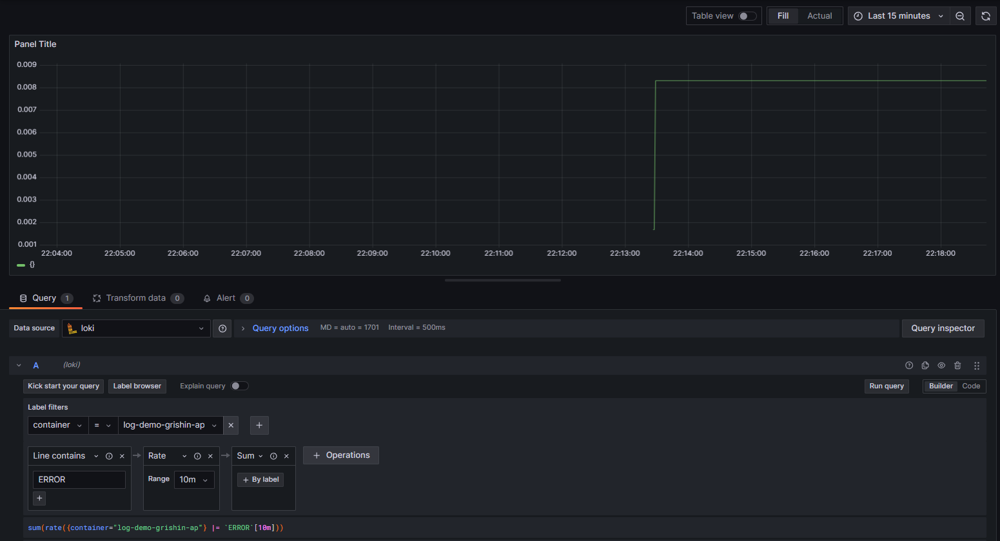 Table view Fill Actual Last 15 minutes
Panel Title
0.009
0.008
0.007
0.006
0.005
0.004
0.003
0.002
0.001
22:04:00 22:05:00 22:06:00 22:07:00 22:08:00 22:09:00 22:10:00 22:11:00 22:12:00 22:13:00 22:14:00 22:15:00 22:16:00 22:17:00 22:18:00
{}
Query 1 Transform data 0 Alert 0
Data source loki Query options MD = auto = 1701 Interval = 500ms Query inspector
A (loki)
Kick start your query Label browser Explain query Run query Builder Code
Label filters
container = log-demo-grishin-ap
Line contains Rate Sum + Operations
ERROR Range 10m + By label
+
sum(rate({container="log-demo-grishin-ap"} |= `ERROR`[10m]))